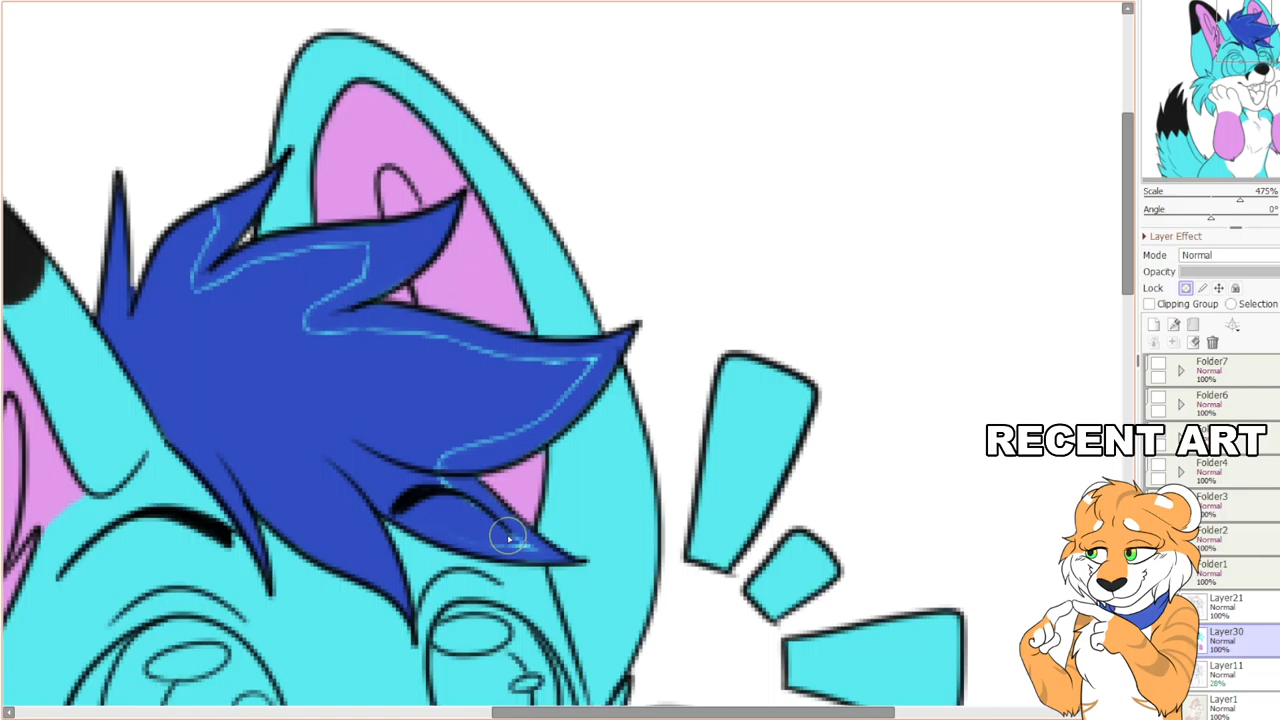 Scale 475%
Angle 0°
Layer Effect
Mode Normal
Opacity
Lock
Clipping Group Selection
Folder7
Normal
100%
Folder6
Normal
100%
RECENT ART
Folder4
Normal
100%
Folder3
Normal
100%
Folder2
Normal
100%
Folder1
Normal
100%
Layer21
Normal
100%
Layer30
Normal
100%
Layer11
Normal
28%
Layer1
Normal
100%